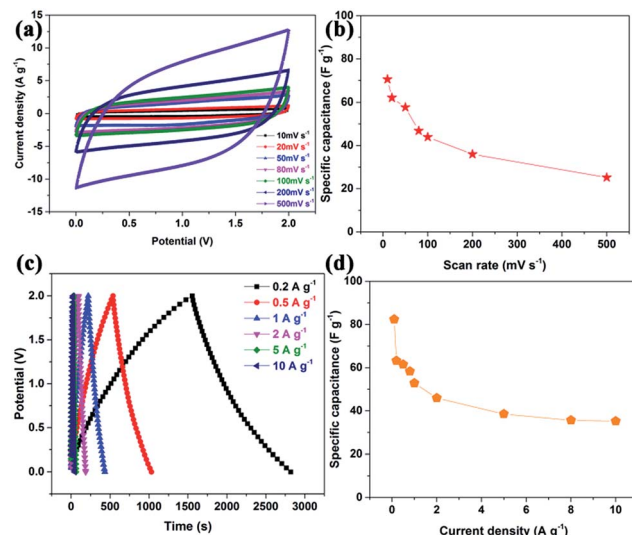 (a)
Current density (A g⁻¹)
15
10
5
0
-5
-10
-15
0.0
0.5
1.0
1.5
2.0
Potential (V)
10mV s⁻¹
20mV s⁻¹
50mV s⁻¹
80mV s⁻¹
100mV s⁻¹
200mV s⁻¹
500mV s⁻¹
(b)
Specific capacitance (F g⁻¹)
100
80
60
40
20
0
0
100
200
300
400
500
Scan rate (mV s⁻¹)
(c)
Potential (V)
2.0
1.5
1.0
0.5
0.0
0
500
1000
1500
2000
2500
3000
Time (s)
0.2 A g⁻¹
0.5 A g⁻¹
1 A g⁻¹
2 A g⁻¹
5 A g⁻¹
10 A g⁻¹
(d)
Specific capacitance (F g⁻¹)
100
80
60
40
20
0
0
2
4
6
8
10
Current density (A g⁻¹)